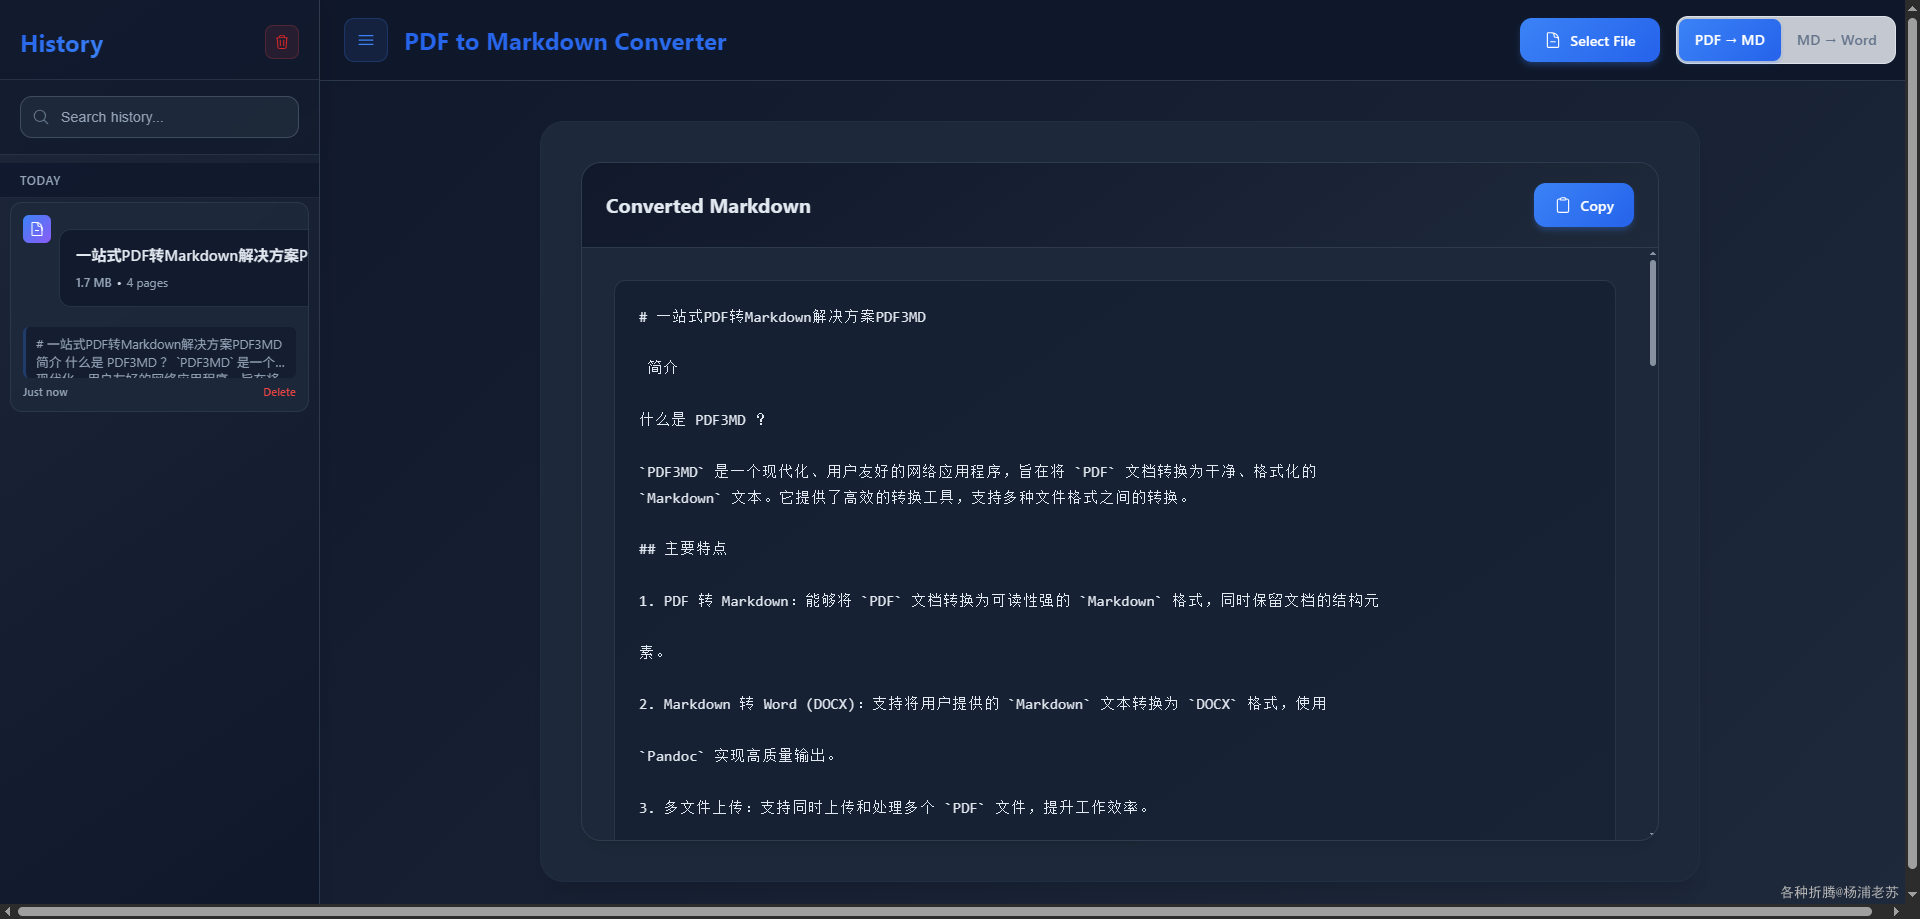 History
Search history...
TODAY
一站式PDF转Markdown解决方案P
1.7 MB • 4 pages
# 一站式PDF转Markdown解决方案PDF3MD
简介 什么是 PDF3MD ？ `PDF3MD` 是一个...
Just now
Delete
PDF to Markdown Converter
Select File
PDF → MD
MD → Word
Converted Markdown
Copy
# 一站式PDF转Markdown解决方案PDF3MD
简介
什么是 PDF3MD ？
`PDF3MD` 是一个现代化、用户友好的网络应用程序，旨在将 `PDF` 文档转换为干净、格式化的
`Markdown` 文本。它提供了高效的转换工具，支持多种文件格式之间的转换。
## 主要特点
1. PDF 转 Markdown：能够将 `PDF` 文档转换为可读性强的 `Markdown` 格式，同时保留文档的结构元
素。
2. Markdown 转 Word (DOCX)：支持将用户提供的 `Markdown` 文本转换为 `DOCX` 格式，使用
`Pandoc` 实现高质量输出。
3. 多文件上传：支持同时上传和处理多个 `PDF` 文件，提升工作效率。
各种折腾@杨浦老苏